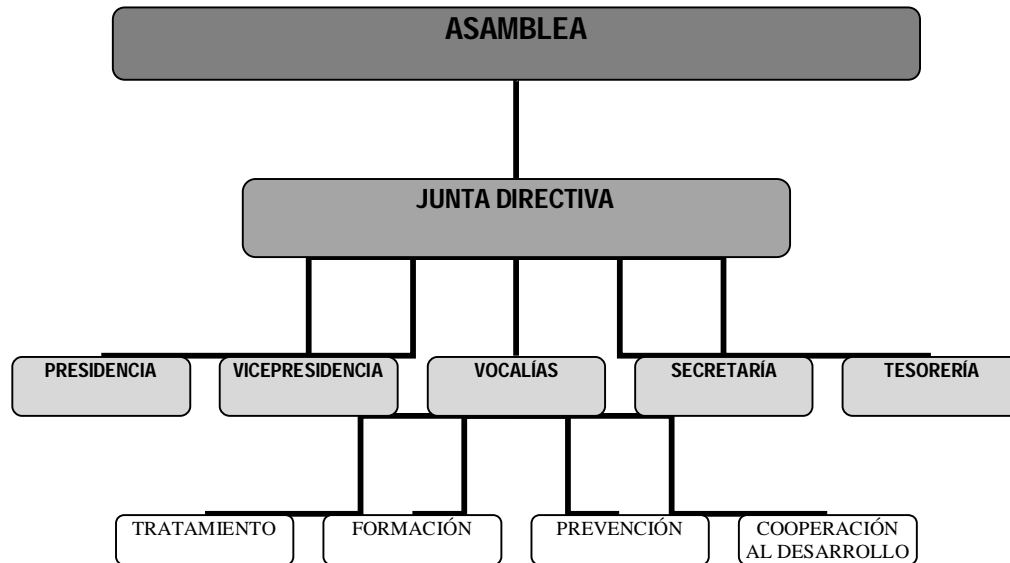 ASAMBLEA
JUNTA DIRECTIVA
PRESIDENCIA
VICEPRESIDENCIA
VOCALÍAS
SECRETARÍA
TESORERÍA
TRATAMIENTO
FORMACIÓN
PREVENCIÓN
COOPERACIÓN
AL DESARROLLO